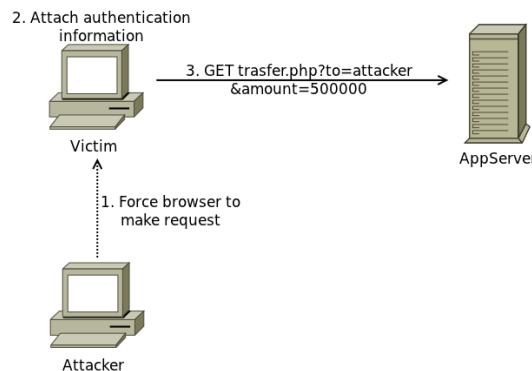 2. Attach authentication
information
3. GET trasfer.php?to=attacker
&amount=500000
Victim
AppServer
1. Force browser to
make request
Attacker